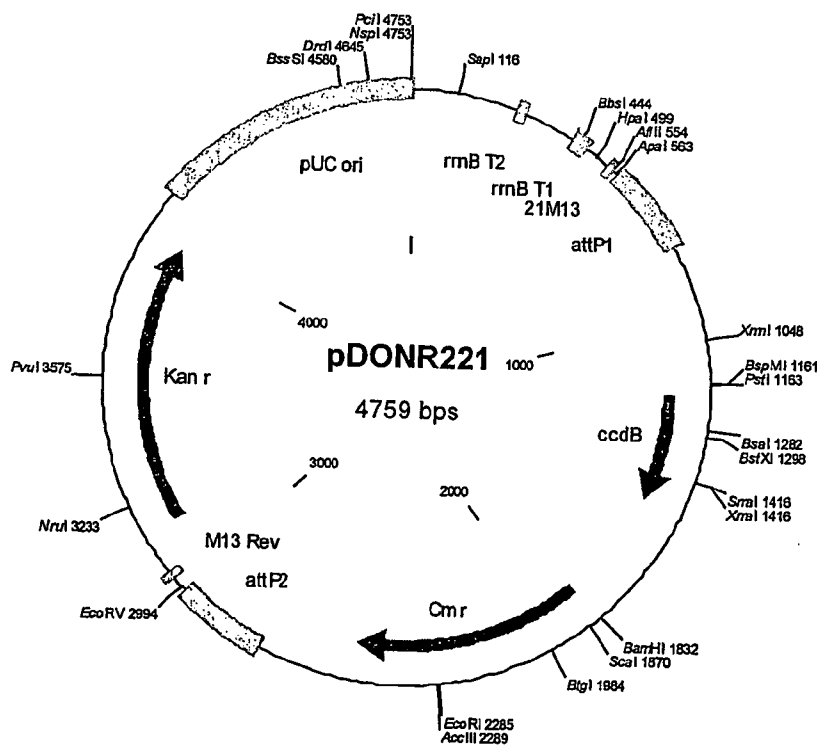 PciI 4753
NspI 4753
DrdI 4645
BssSI 4580
SapI 116
BbsI 444
HpaI 499
AflII 554
ApaI 563
pUC ori
rrnB T2
rrnB T1
21M13
attP1
I
4000
1000
pDONR221
4759 bps
XmnI 1048
BspMI 1161
PstI 1163
PvuI 3575
Kan r
ccdB
BsaI 1282
BstXI 1298
3000
2000
SmaI 1416
XmaI 1416
NruI 3233
M13 Rev
attP2
EcoRV 2994
Cm r
BamHI 1832
ScaI 1870
BtgI 1984
EcoRI 2285
AccIII 2289